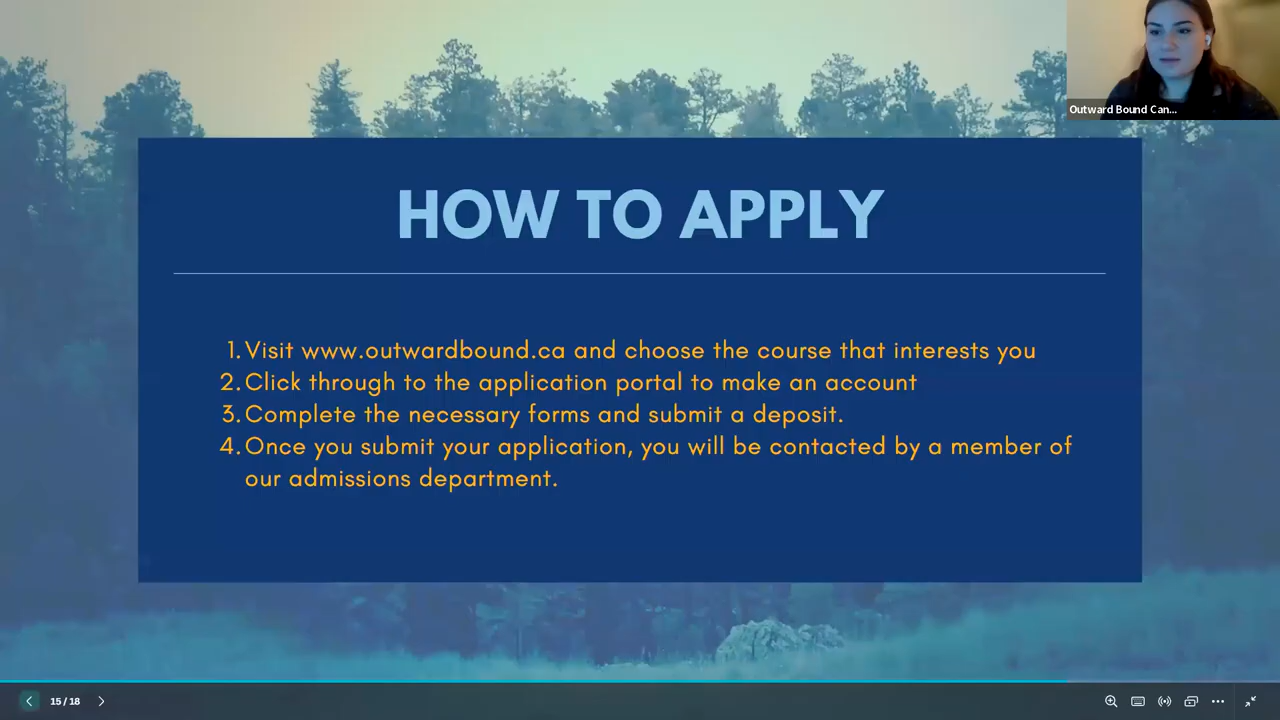 Outward Bound Can...
HOW TO APPLY
1. Visit www.outwardbound.ca and choose the course that interests you
2. Click through to the application portal to make an account
3. Complete the necessary forms and submit a deposit.
4. Once you submit your application, you will be contacted by a member of
our admissions department.
15 / 18